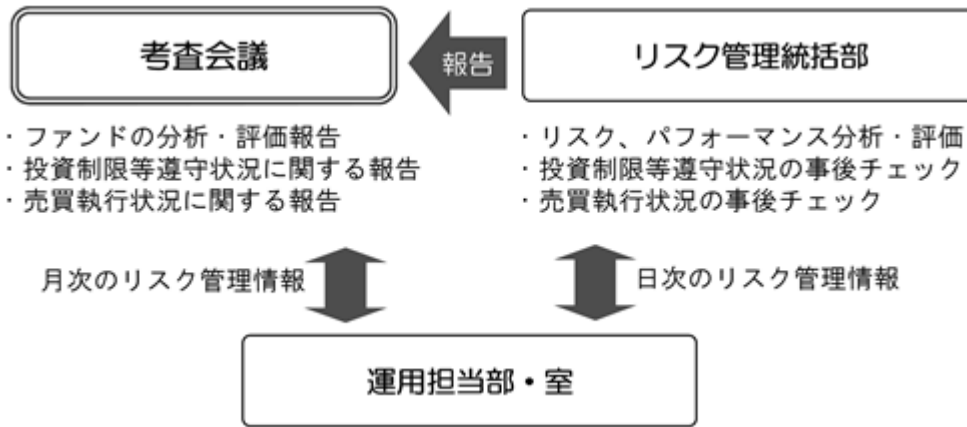 考査会議
報告
リスク管理統括部
・ファンドの分析・評価報告
・投資制限等遵守状況に関する報告
・売買執行状況に関する報告
・リスク、パフォーマンス分析・評価
・投資制限等遵守状況の事後チェック
・売買執行状況の事後チェック
月次のリスク管理情報
日次のリスク管理情報
運用担当部・室